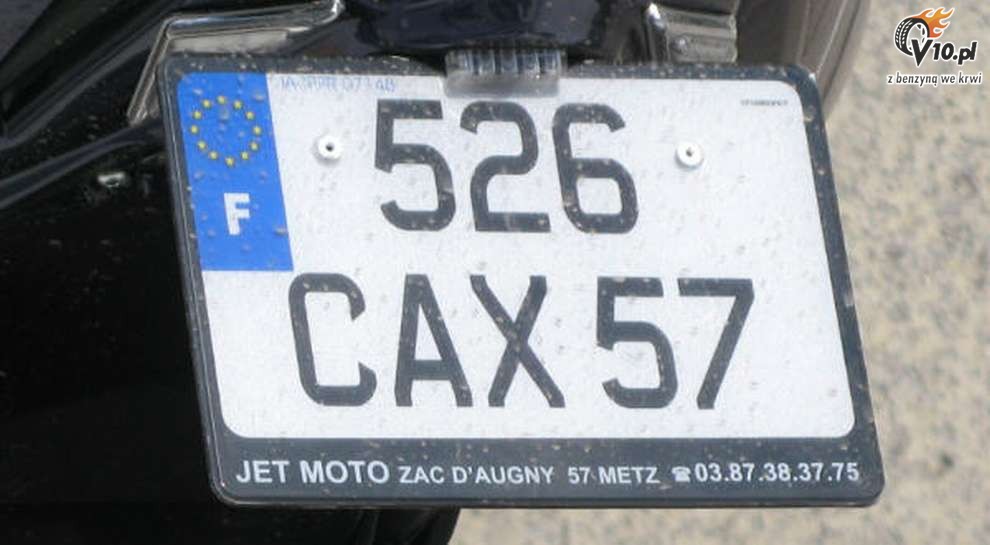 V10.pl
z benzyną we krwi
F
526
CAX 57
JET MOTO ZAC D'AUGNY 57 METZ ☎ 03.87.38.37.75